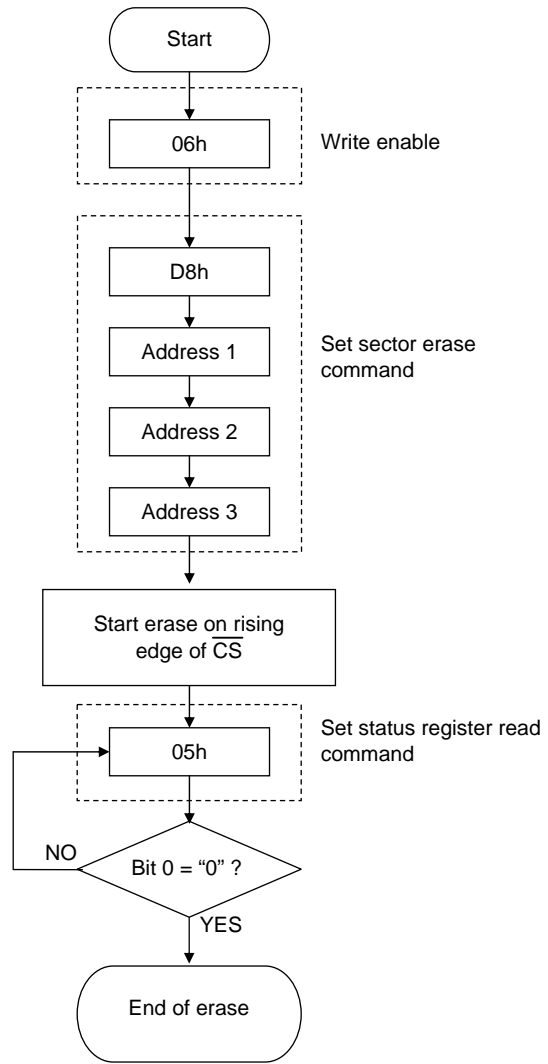 Start
06h
Write enable
D8h
Address 1
Set sector erase
command
Address 2
Address 3
Start erase on rising
edge of C̅S̅
Set status register read
command
05h
NO
Bit 0 = “0” ?
YES
End of erase